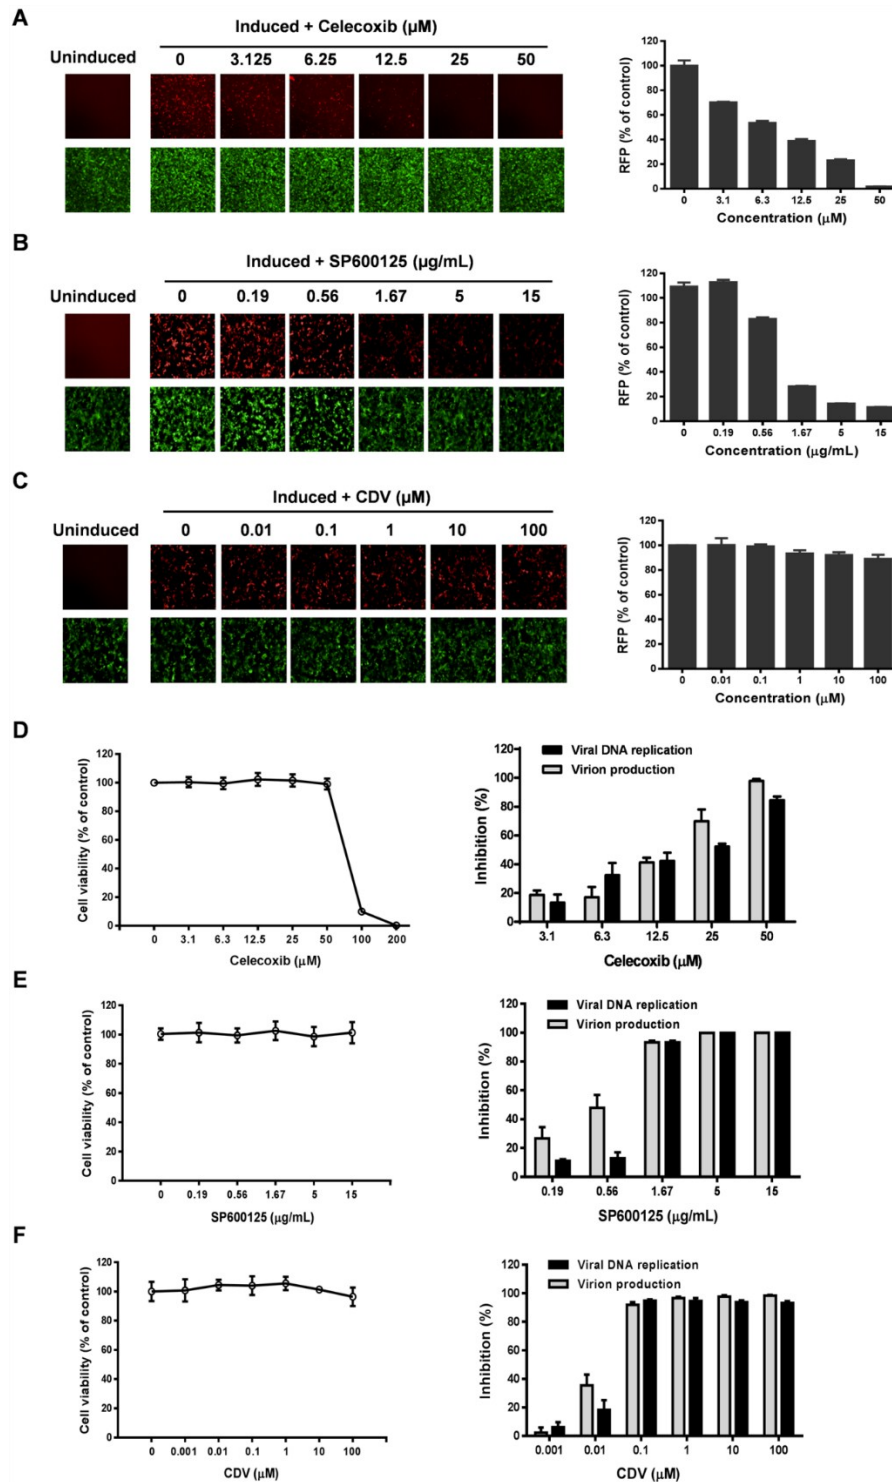 A
Induced + Celecoxib (µM)
Uninduced 0 3.125 6.25 12.5 25 50
RFP (% of control)
120
100
80
60
40
20
0
0 3.1 6.3 12.5 25 50
Concentration (µM)
B
Induced + SP600125 (µg/mL)
Uninduced 0 0.19 0.56 1.67 5 15
RFP (% of control)
120
100
80
60
40
20
0
0 0.19 0.56 1.67 5 15
Concentration (µg/mL)
C
Induced + CDV (µM)
Uninduced 0 0.01 0.1 1 10 100
RFP (% of control)
120
100
80
60
40
20
0
0 0.01 0.1 1 10 100
Concentration (µM)
D
Cell viability (% of control)
120
100
80
60
40
20
0
0 3.1 6.3 12.5 25 50 100 200
Celecoxib (µM)
Viral DNA replication
Virion production
Inhibition (%)
120
100
80
60
40
20
0
3.1 6.3 12.5 25 50
Celecoxib (µM)
E
Cell viability (% of control)
120
100
80
60
40
20
0
0 0.19 0.56 1.67 5 15
SP600125 (µg/mL)
Viral DNA replication
Virion production
Inhibition (%)
120
100
80
60
40
20
0
0.19 0.56 1.67 5 15
SP600125 (µg/mL)
F
Cell viability (% of control)
120
100
80
60
40
20
0
0 0.001 0.01 0.1 1 10 100
CDV (µM)
Viral DNA replication
Virion production
Inhibition (%)
120
100
80
60
40
20
0
0.001 0.01 0.1 1 10 100
CDV (µM)